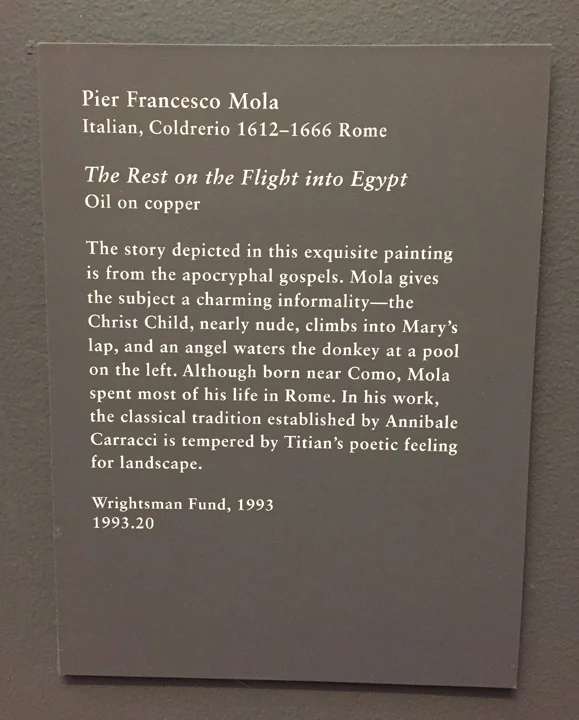 Pier Francesco Mola
Italian, Coldrerio 1612–1666 Rome
The Rest on the Flight into Egypt
Oil on copper
The story depicted in this exquisite painting
is from the apocryphal gospels. Mola gives
the subject a charming informality—the
Christ Child, nearly nude, climbs into Mary's
lap, and an angel waters the donkey at a pool
on the left. Although born near Como, Mola
spent most of his life in Rome. In his work,
the classical tradition established by Annibale
Carracci is tempered by Titian's poetic feeling
for landscape.
Wrightsman Fund, 1993
1993.20